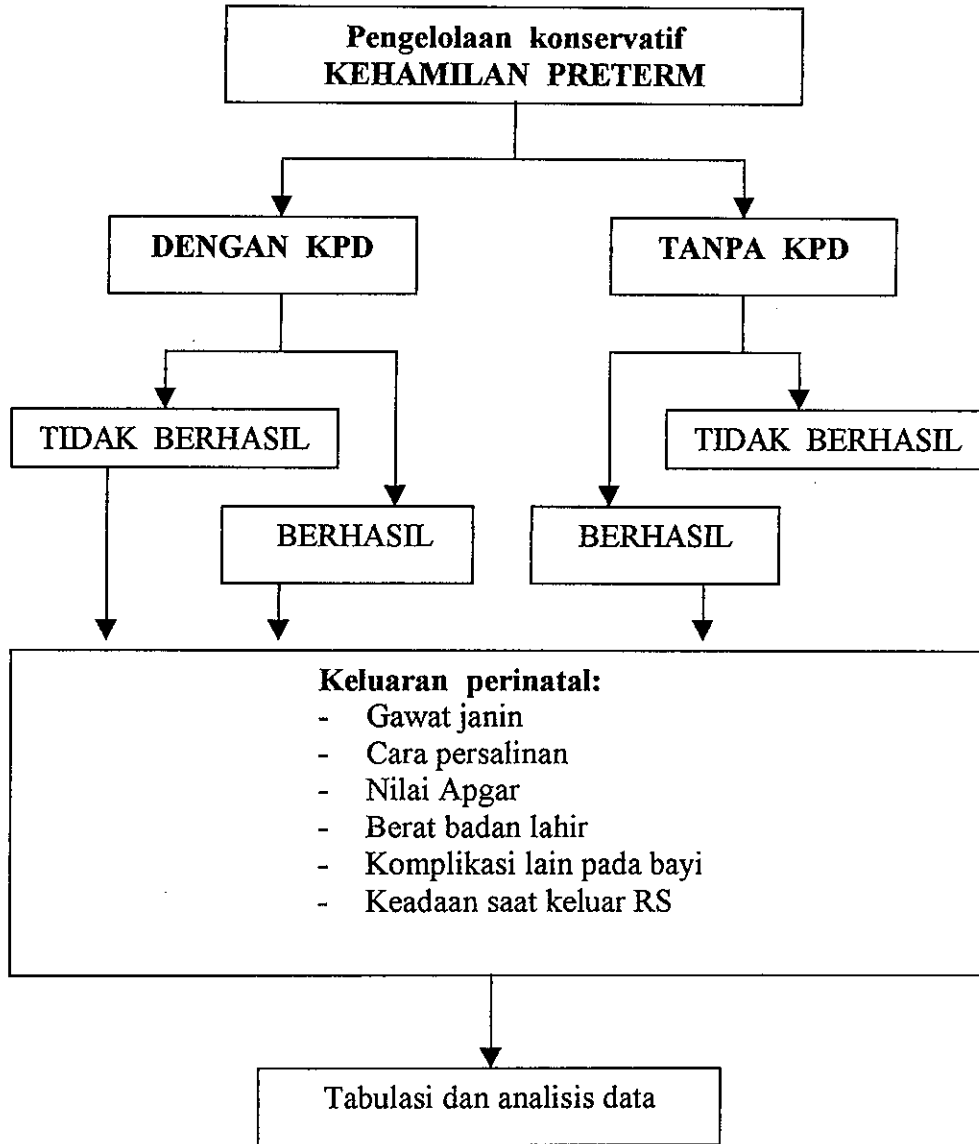 Pengelolaan konservatif
KEHAMILAN PRETERM
DENGAN KPD
TANPA KPD
TIDAK BERHASIL
TIDAK BERHASIL
BERHASIL
BERHASIL
Keluaran perinatal:
- Gawat janin
- Cara persalinan
- Nilai Apgar
- Berat badan lahir
- Komplikasi lain pada bayi
- Keadaan saat keluar RS
Tabulasi dan analisis data